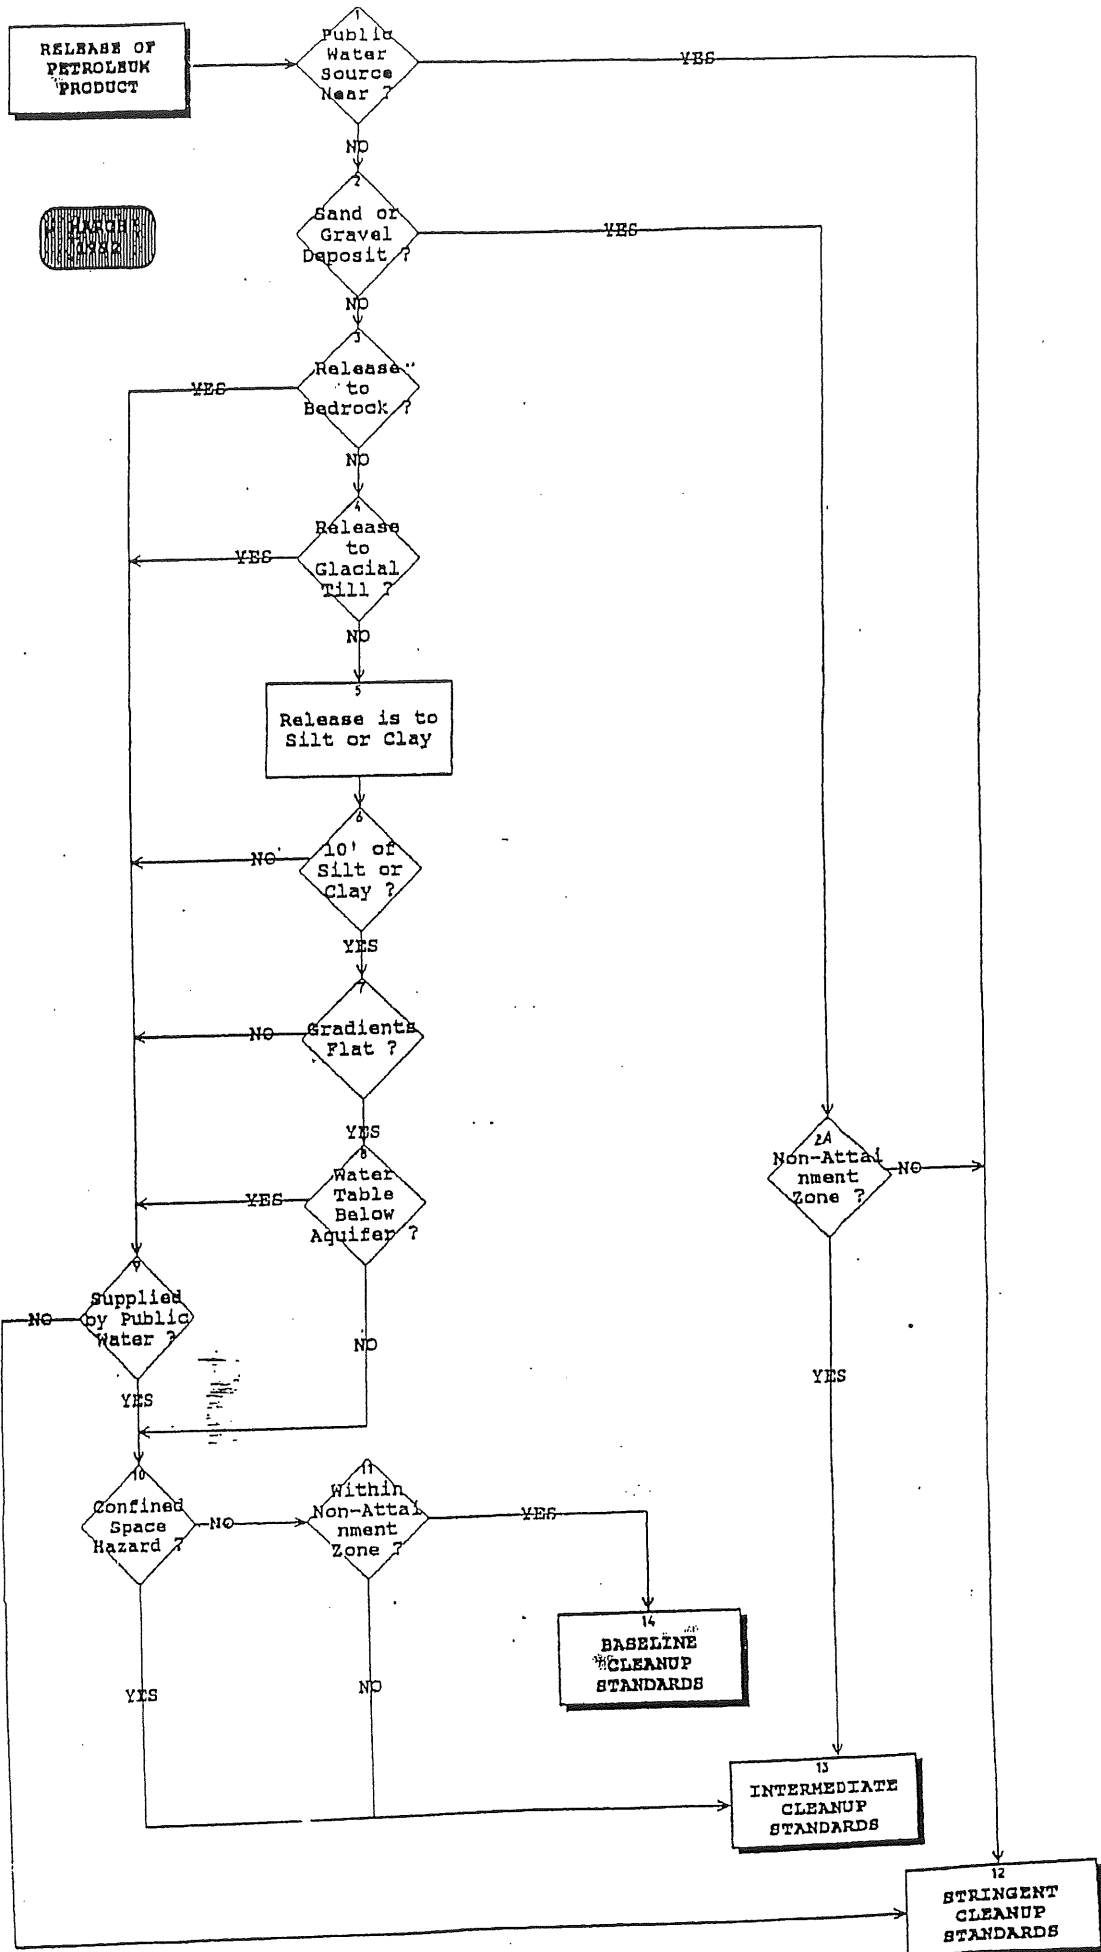 RELEASE OF
PETROLEUM
PRODUCT
1
Public
Water
Source
Near ?
YES
NO
MARCH
2
Sand or
Gravel
Deposit ?
YES
NO
3
Release
to
Bedrock ?
YES
NO
4
Release
to
Glacial
Till ?
YES
NO
5
Release is to
Silt or Clay
6
10' of
Silt or
Clay ?
NO
YES
7
Gradients
Flat ?
NO
YES
8
Water
Table
Below
Aquifer ?
YES
NO
2A
Non-Attai
nment
Zone ?
NO
YES
9
Supplied
by Public
Water ?
NO
YES
10
Confined
Space
Hazard ?
NO
YES
11
Within
Non-Attai
nment
Zone ?
YES
NO
14
BASELINE
CLEANUP
STANDARDS
13
INTERMEDIATE
CLEANUP
STANDARDS
12
STRINGENT
CLEANUP
STANDARDS